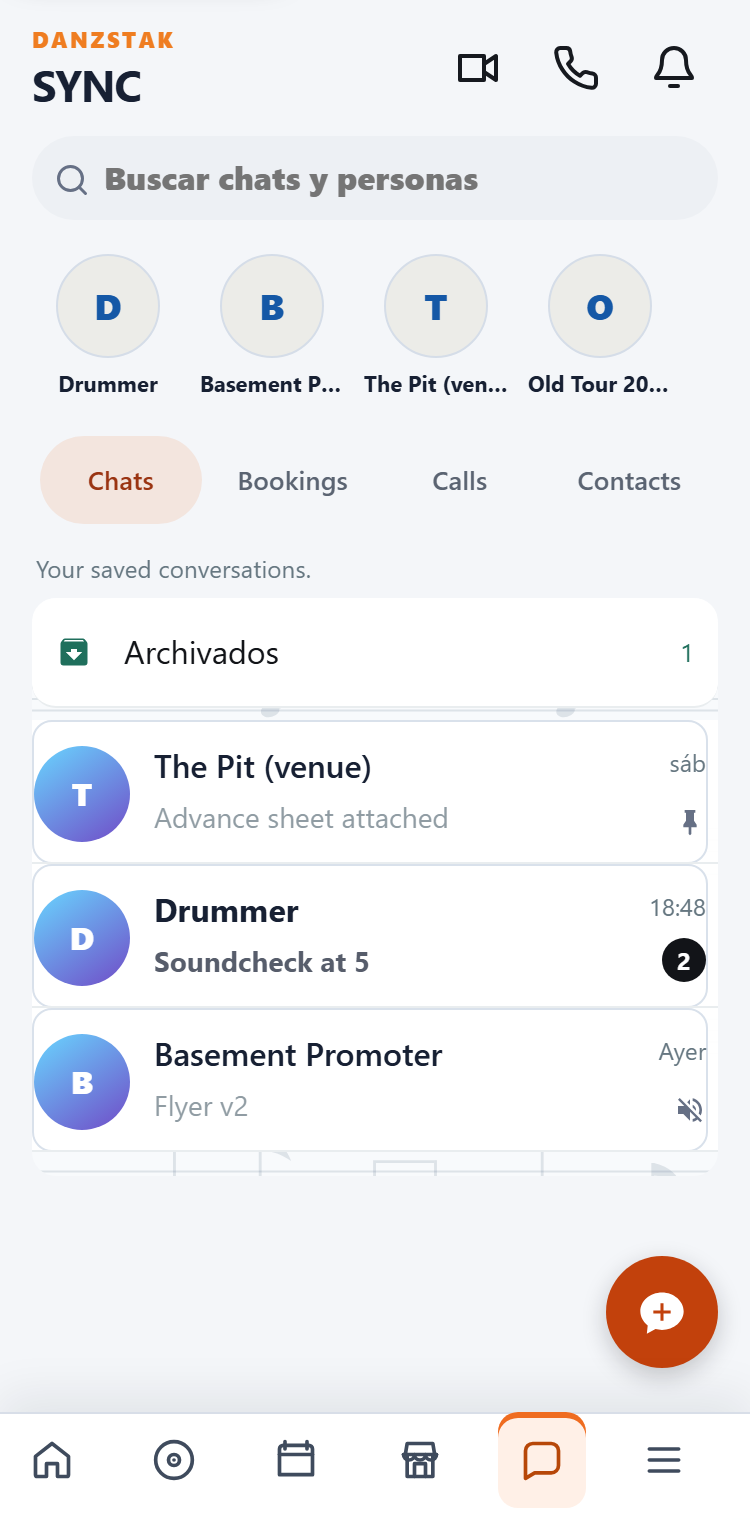 DANZSTAK
SYNC
Buscar chats y personas
D
B
T
O
Drummer
Basement P...
The Pit (ven...
Old Tour 20...
Chats
Bookings
Calls
Contacts
Your saved conversations.
Archivados
1
T
The Pit (venue)
sáb
Advance sheet attached
D
Drummer
18:48
Soundcheck at 5
2
B
Basement Promoter
Ayer
Flyer v2